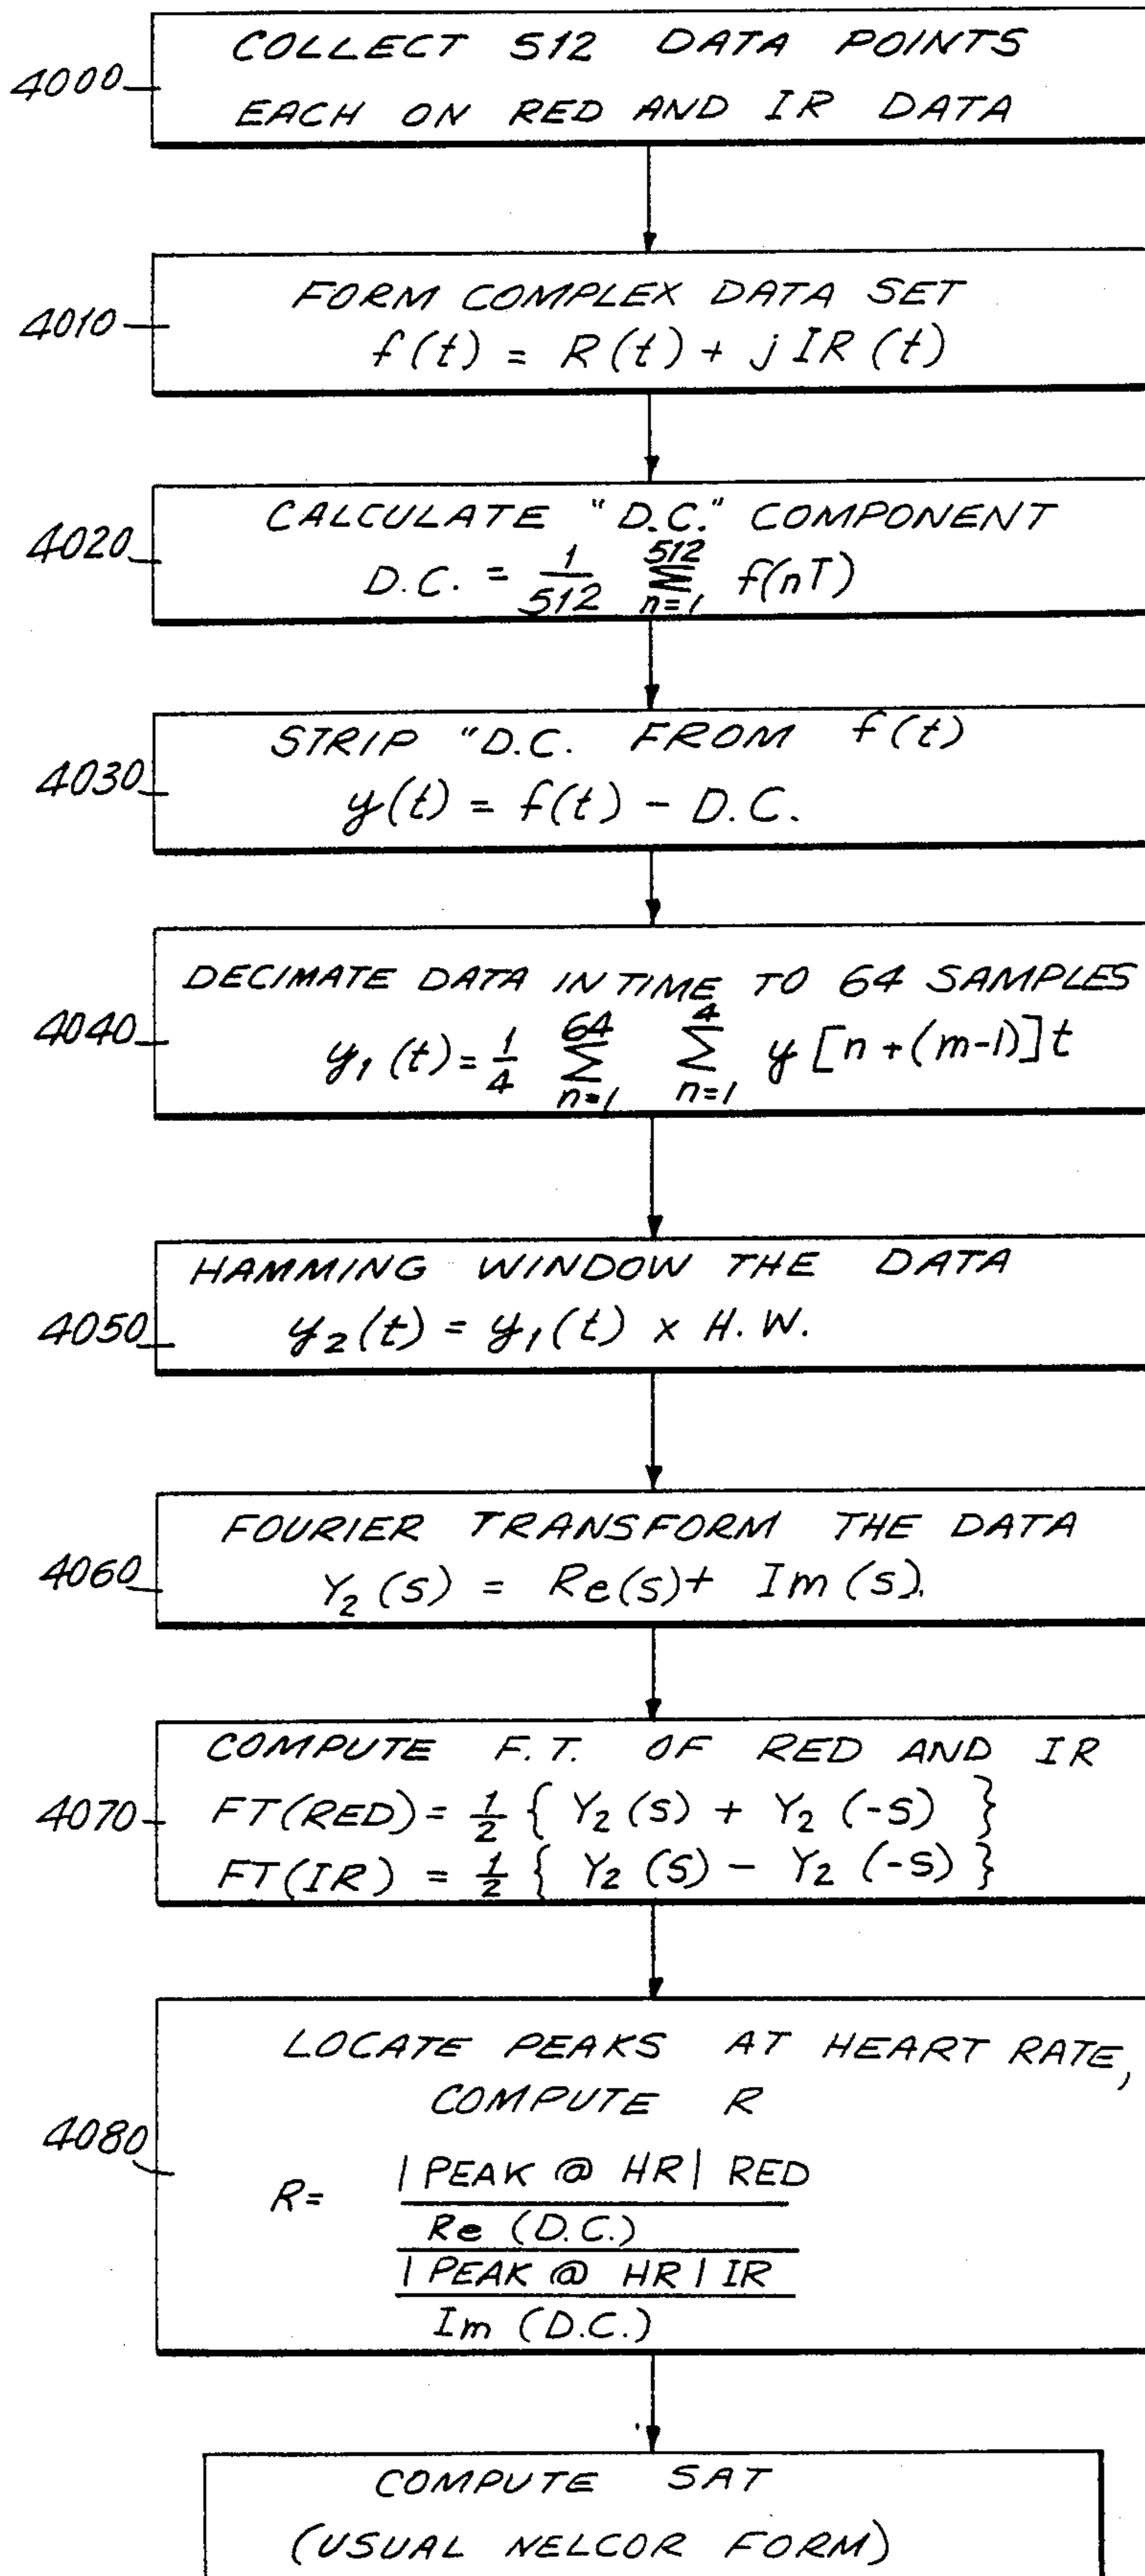 4000
COLLECT 512 DATA POINTS
EACH ON RED AND IR DATA
4010
FORM COMPLEX DATA SET
f(t) = R(t) + jIR(t)
4020
CALCULATE "D.C." COMPONENT
D.C. = 1/512 512 Σ n=1 f(nT)
4030
STRIP "D.C. FROM f(t)
y(t) = f(t) - D.C.
4040
DECIMATE DATA IN TIME TO 64 SAMPLES
y₁(t) = 1/4 64 Σ n=1 4 Σ n=1 y[n+(m-1)]t
4050
HAMMING WINDOW THE DATA
y₂(t) = y₁(t) x H.W.
4060
FOURIER TRANSFORM THE DATA
Y₂(s) = Re(s)+ Im(s).
4070
COMPUTE F.T. OF RED AND IR
FT(RED) = 1/2 { Y₂(s) + Y₂(-s) }
FT(IR) = 1/2 { Y₂(s) - Y₂(-s) }
4080
LOCATE PEAKS AT HEART RATE,
COMPUTE R
R=
|PEAK @ HR| RED
Re (D.C.)
|PEAK @ HR| IR
Im (D.C.)
COMPUTE SAT
(USUAL NELCOR FORM)